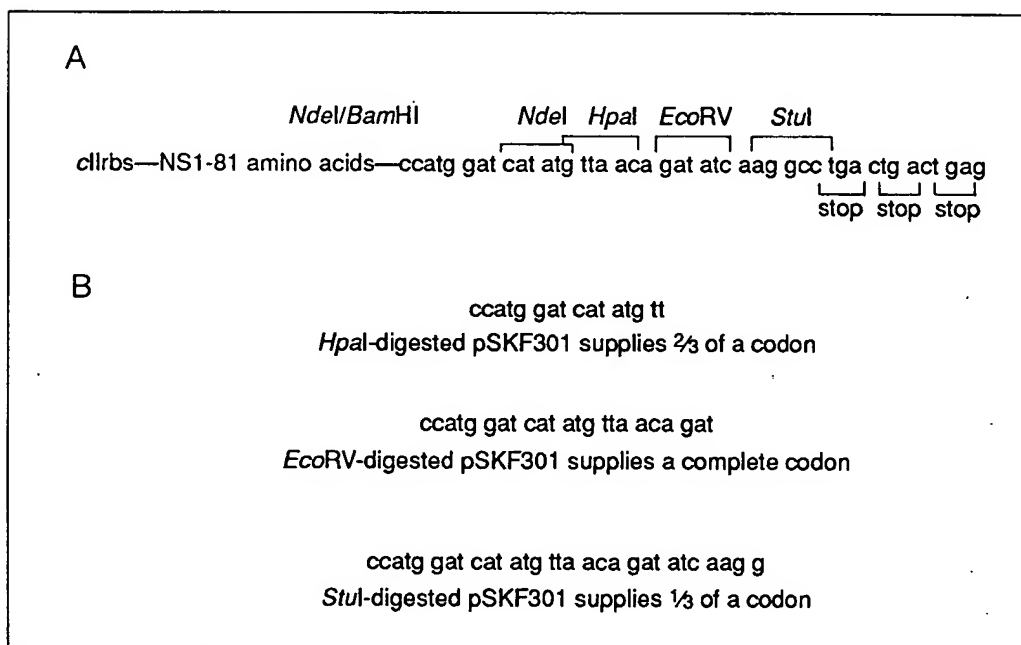 A
NdeI/BamHI NdeI HpaI EcoRV StuI
cIIrbs—NS1-81 amino acids—ccatg gat cat atg tta aca gat atc aag gcc tga ctg act gag
stop stop stop
B
ccatg gat cat atg tt
HpaI-digested pSKF301 supplies ⅔ of a codon
ccatg gat cat atg tta aca gat
EcoRV-digested pSKF301 supplies a complete codon
ccatg gat cat atg tta aca gat atc aag g
StuI-digested pSKF301 supplies ⅓ of a codon